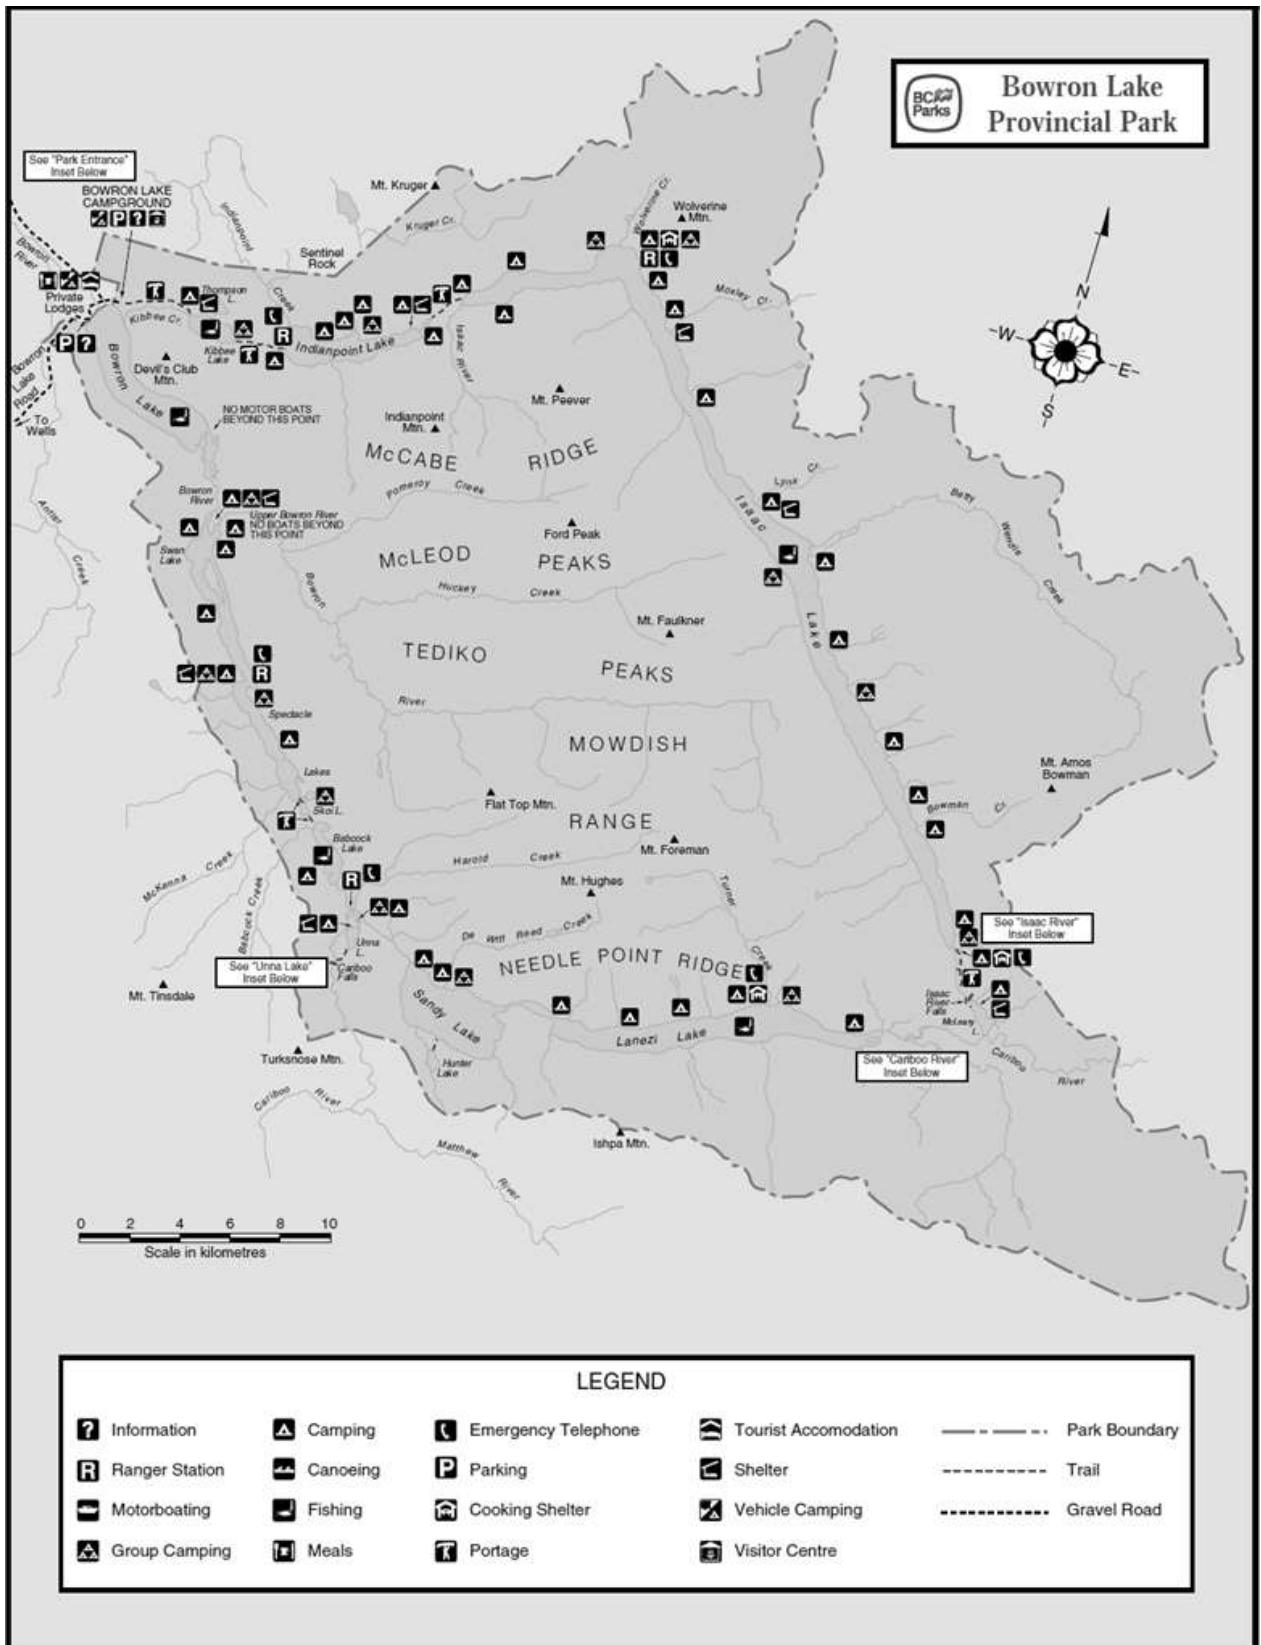 BC
Parks
Bowron Lake
Provincial Park
See "Park Entrance"
Inset Below
BOWRON LAKE
CAMPGROUND
P ?
Bowron
River
Private
Lodges
P ?
Bowron
Lake
Road
To
Wells
Mt. Kruger
Kruger Cr.
Indianpoint
Creek
Sentinel
Rock
Wolverine Cr.
Wolverine
Mtn.
R
Moxley Cr.
Thompson
L.
Kibbee Cr.
Kibbee
Lake
R
Indianpoint Lake
Isaac River
Devil's Club
Mtn.
Bowron
Lake
NO MOTOR BOATS
BEYOND THIS POINT
Indianpoint
Mtn.
Mt. Peever
McCABE RIDGE
Pomeroy Creek
N
W
E
S
Bowron
River
Upper Bowron River
NO BOATS BEYOND
THIS POINT
Swan
Lake
Antler
Creek
Ford Peak
McLEOD PEAKS
Huckey Creek
Bowron
River
Isaac
Lake
Lynx Cr.
Betty
Wendle
Creek
Mt. Faulkner
TEDIKO PEAKS
R
Spectacle
Lakes
MOWDISH
RANGE
Flat Top Mtn.
Skoi L.
Babcock
Lake
Mt. Amos
Bowman
Bowman Cr.
Mt. Foreman
Harold Creek
Mt. Hughes
McKenna Creek
Babcock Creek
R
Turner
Creek
De Witt Reed Creek
NEEDLE POINT RIDGE
Unna
L.
See "Unna Lake"
Inset Below
Cariboo
Falls
Mt. Tinsdale
Sandy Lake
Lanezi Lake
See "Isaac River"
Inset Below
Isaac
River
Falls
McLeary
L.
See "Cariboo River"
Inset Below
Cariboo
River
Turksnose Mtn.
Hunter
Lake
Cariboo River
Ishpa Mtn.
Matthew
River
0 2 4 6 8 10
Scale in kilometres
LEGEND
? Information
Camping
Emergency Telephone
Tourist Accomodation
Park Boundary
R Ranger Station
Canoeing
P Parking
Shelter
Trail
Motorboating
Fishing
Cooking Shelter
Vehicle Camping
Gravel Road
Group Camping
Meals
Portage
Visitor Centre